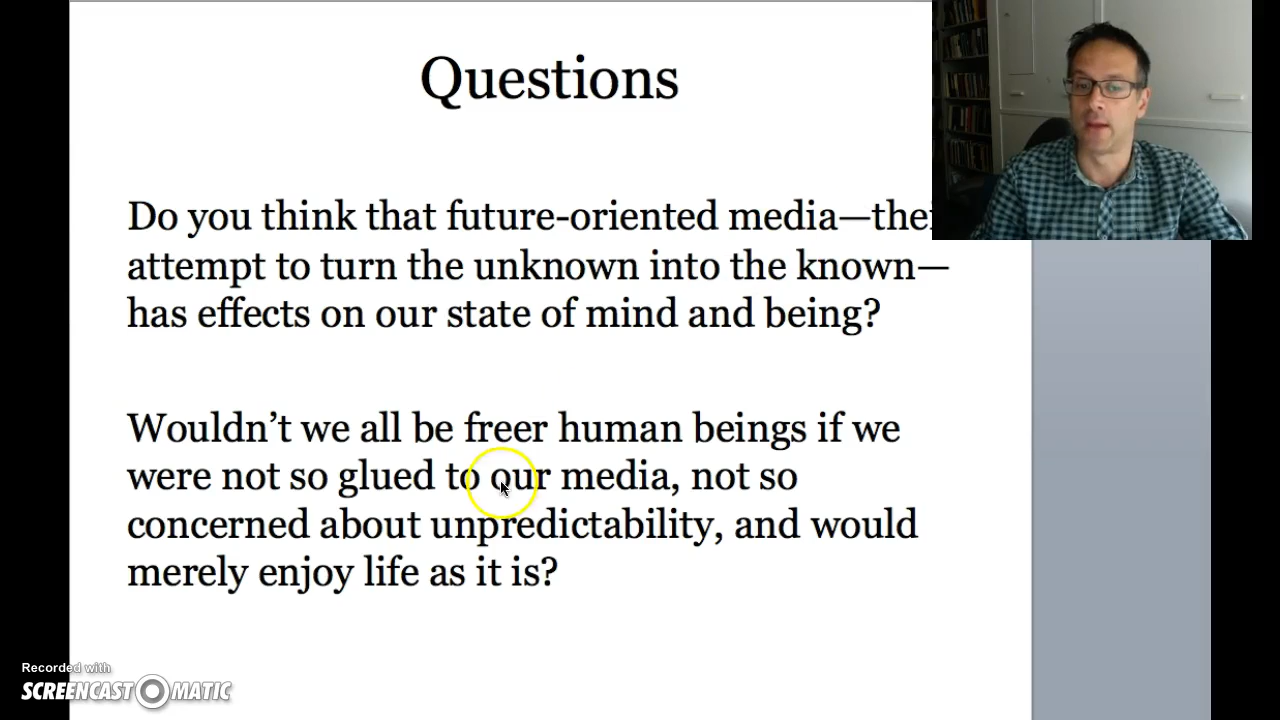 Questions
Do you think that future-oriented media—thei
attempt to turn the unknown into the known—
has effects on our state of mind and being?
Wouldn’t we all be freer human beings if we
were not so glued to our media, not so
concerned about unpredictability, and would
merely enjoy life as it is?
Recorded with
SCREENCAST-O-MATIC